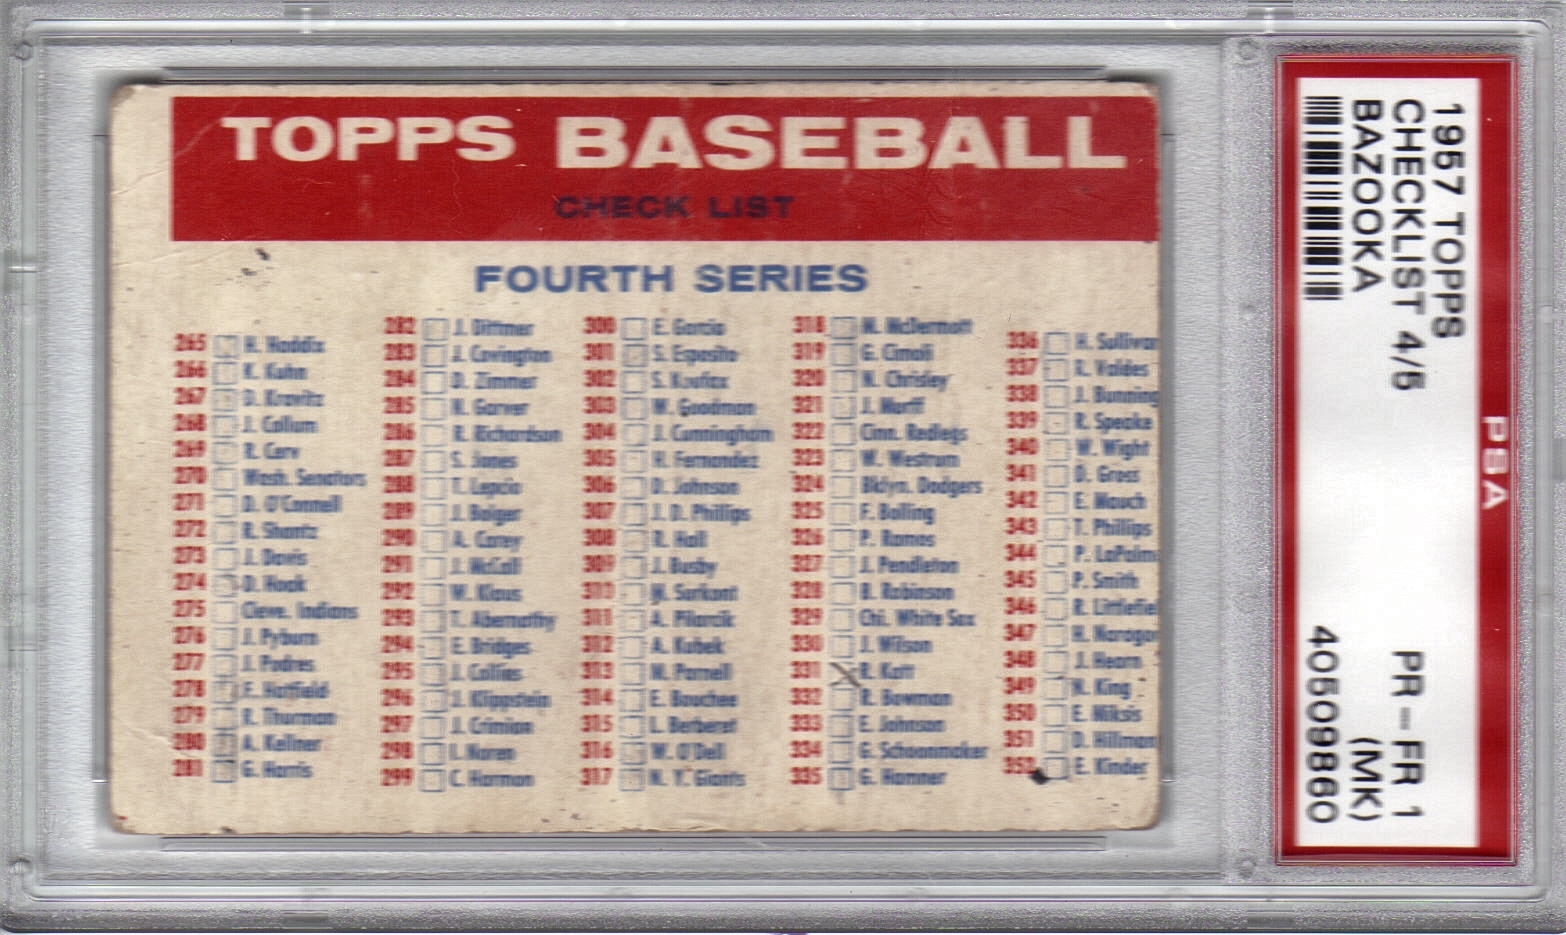 TOPPS BASEBALL
CHECK LIST
FOURTH SERIES
265 H. Haddix
266 K. Kuhn
267 D. Kravitz
268 J. Collum
269 R. Cerv
270 Wash. Senators
271 D. O'Connell
272 R. Shantz
273 J. Davis
274 D. Hoak
275 Cleve. Indians
276 J. Pyburn
277 J. Podres
278 F. Hatfield
279 R. Thurman
280 A. Kellner
281 G. Harris
282 J. Dittmer
283 J. Covington
284 D. Zimmer
285 N. Garver
286 R. Richardson
287 S. Jones
288 T. Lepcio
289 J. Bolger
290 A. Carey
291 J. McCall
292 W. Klaus
293 T. Abernathy
294 E. Bridges
295 J. Collins
296 J. Klippstein
297 J. Crimian
298 I. Noren
299 C. Harmon
300 E. Garcia
301 S. Esposito
302 S. Koufax
303 W. Goodman
304 J. Cunningham
305 H. Fernandez
306 D. Johnson
307 J. D. Phillips
308 R. Hall
309 J. Busby
310 M. Surkont
311 A. Pilarcik
312 A. Kubek
313 M. Parnell
314 E. Bouchee
315 L. Berberet
316 W. O'Dell
317 N. Y. Giants
318 M. McDermott
319 G. Cimoli
320 N. Chrisley
321 J. Narff
322 Cinn. Redlegs
323 W. Westrum
324 Bklyn. Dodgers
325 F. Bolling
326 P. Ramos
327 J. Pendleton
328 B. Robinson
329 Chi. White Sox
330 J. Wilson
331 R. Katt
332 R. Bowman
333 E. Johnson
334 G. Schoonmaker
335 G. Hamner
336 H. Sullivan
337 R. Valdes
338 J. Bunning
339 R. Speake
340 W. Wight
341 D. Gross
342 E. Mauch
343 T. Phillips
344 P. LaPalm
345 P. Smith
346 R. Littlefie
347 H. Narago
348 J. Hearn
349 N. King
350 E. Niksis
351 D. Hillman
352 E. Kinder
1957 TOPPS
CHECKLIST 4/5 PR - FR 1
BAZOOKA (MK)
40509860
PSA